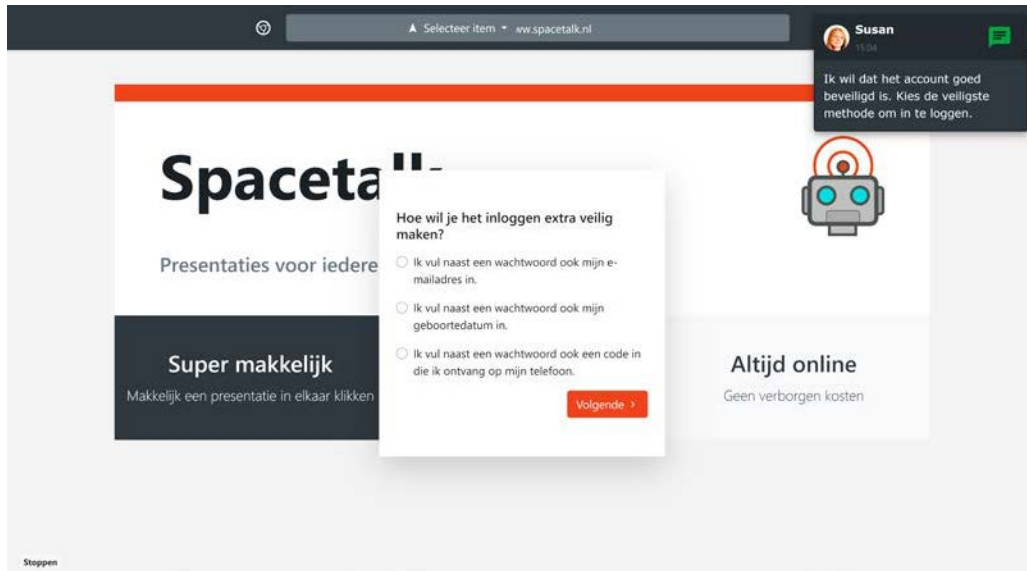 Selecteer item
ww.spacetalk.nl
Susan
15:04
Ik wil dat het account goed
beveiligd is. Kies de veiligste
methode om in te loggen.
Spacetalk
Presentaties voor iedere
Hoe wil je het inloggen extra veilig
maken?
Ik vul naast een wachtwoord ook mijn e-
mailadres in.
Ik vul naast een wachtwoord ook mijn
geboortedatum in.
Ik vul naast een wachtwoord ook een code in
die ik ontvang op mijn telefoon.
Volgende
Super makkelijk
Makkelijk een presentatie in elkaar klikken
Altijd online
Geen verborgen kosten
Stoppen